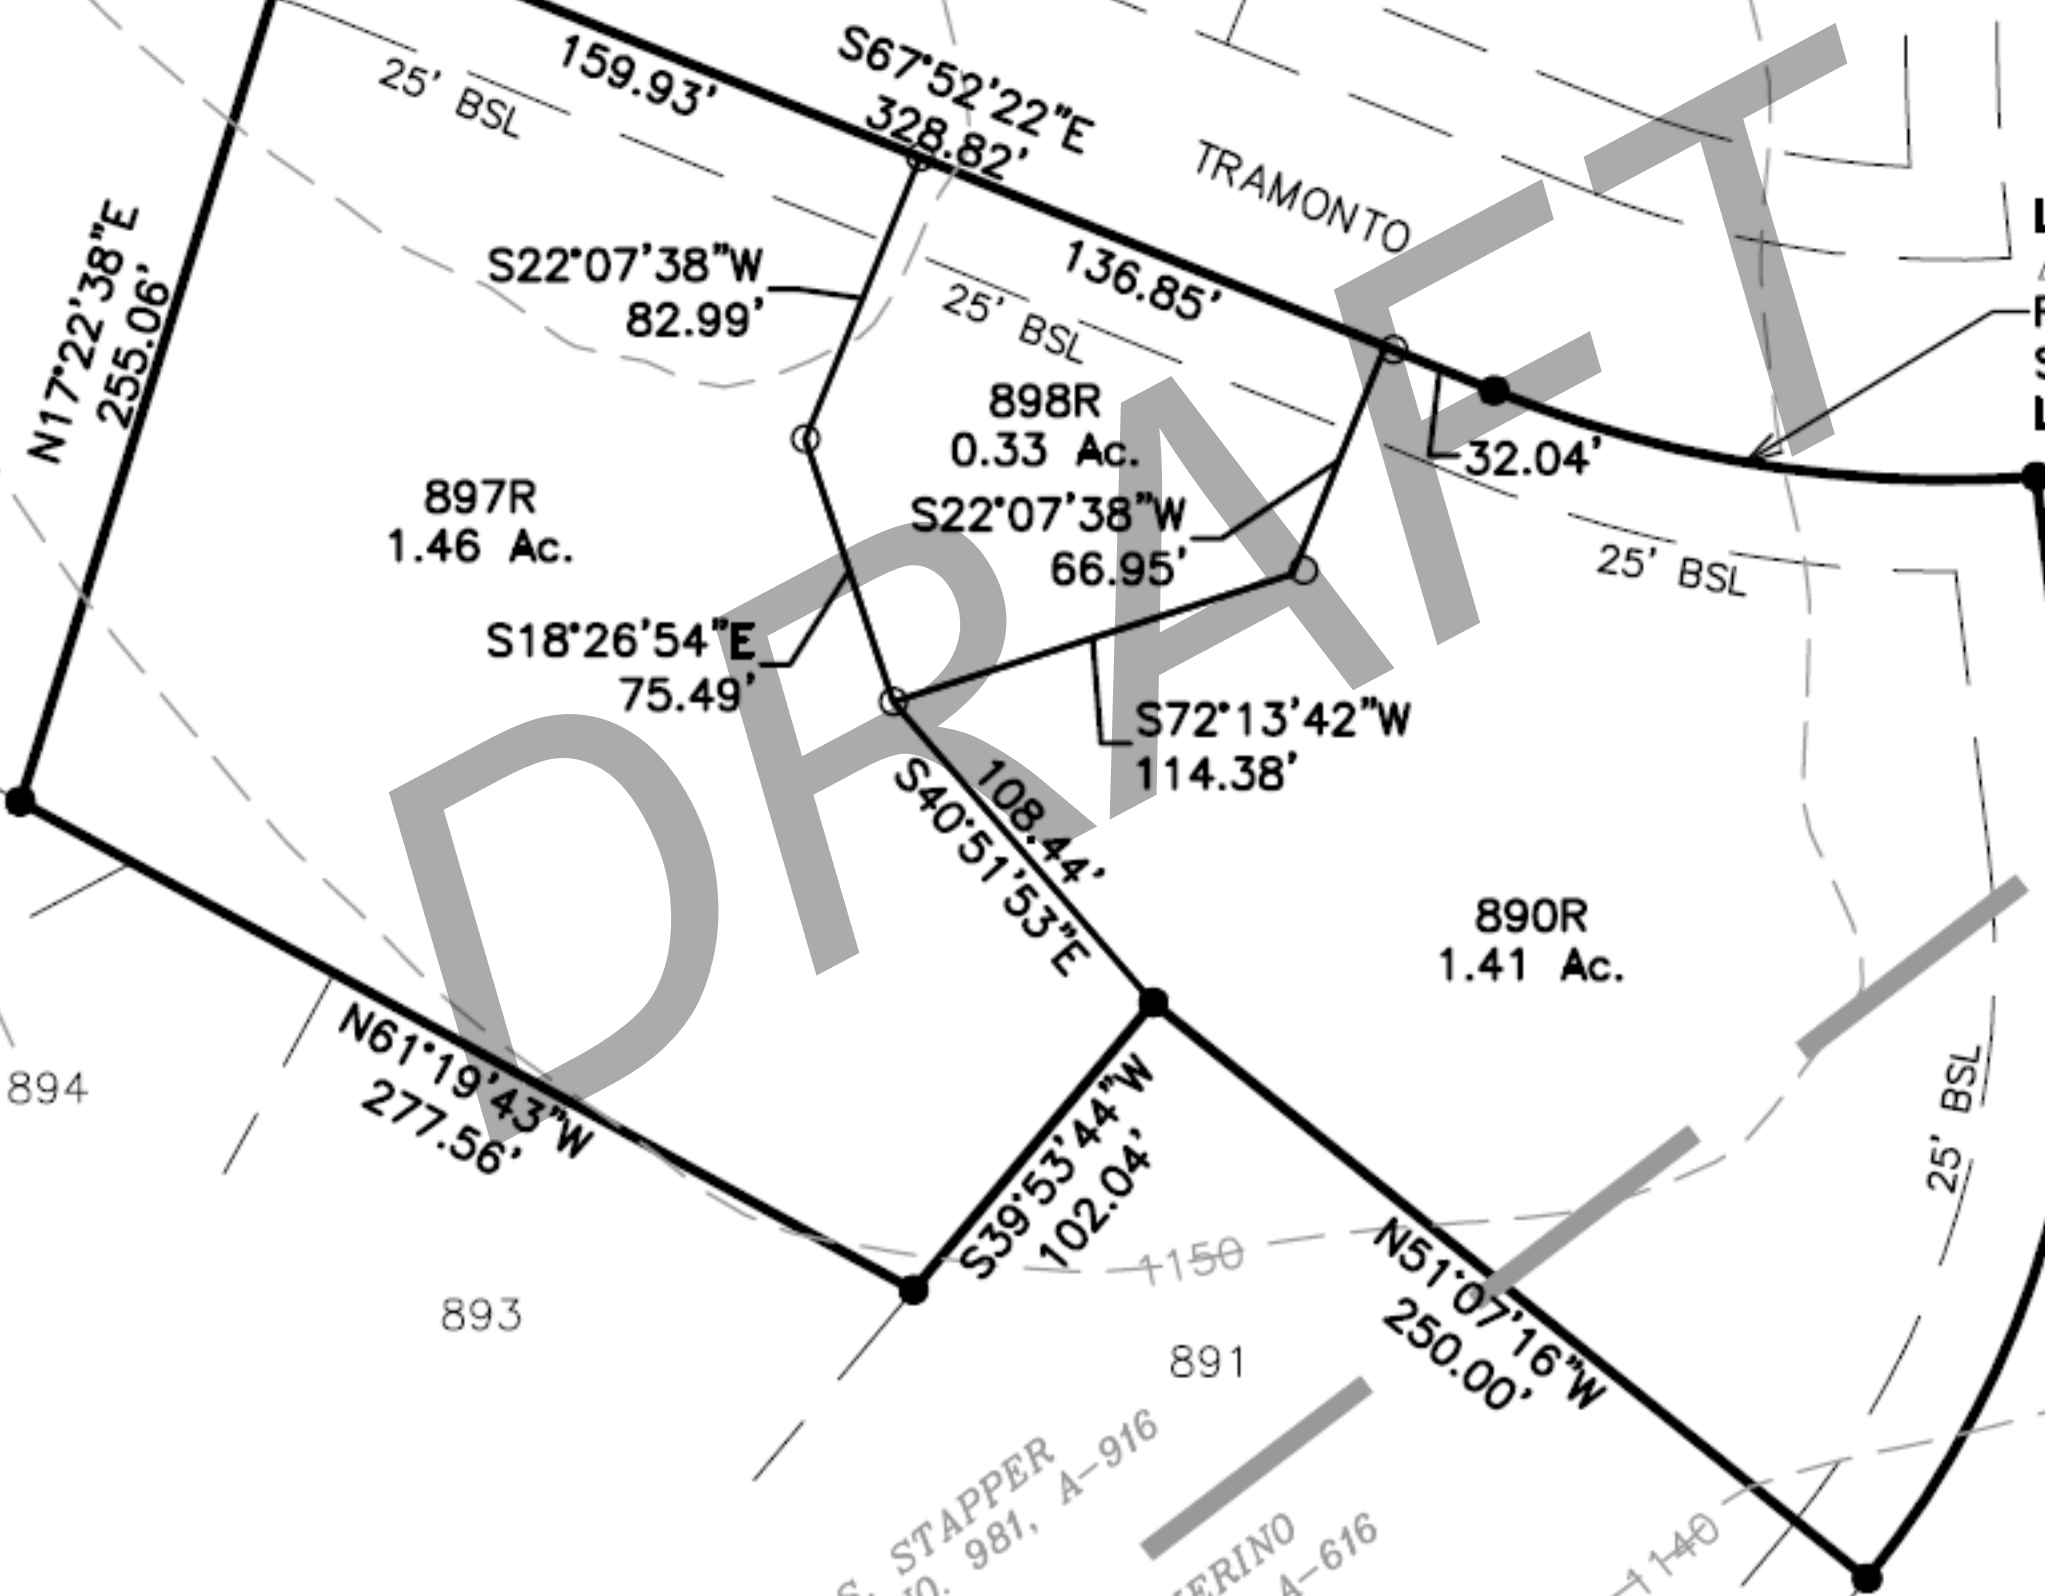 159.93'
S67°52'22"E
328.82'
25' BSL
TRAMONTO
N17°22'38"E
255.06'
S22°07'38"W
82.99'
136.85'
25' BSL
898R
0.33 Ac.
32.04'
897R
1.46 Ac.
S22°07'38"W
66.95'
25' BSL
S18°26'54"E
75.49'
S72°13'42"W
114.38'
108.44'
S40°51'53"E
890R
1.41 Ac.
DRAFT
N61°19'43"W
277.56'
S39°53'44"W
102.04'
25' BSL
894
893
1150
N51°07'16"W
250.00'
891
S. STAPPER
NO. 981, A-916
A-616
1140